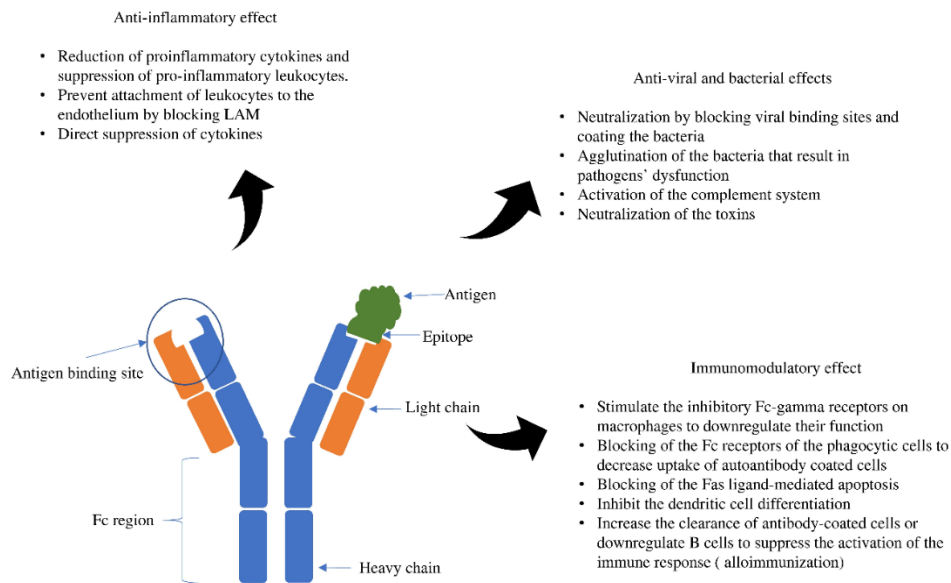 Anti-inflammatory effect
• Reduction of proinflammatory cytokines and
suppression of pro-inflammatory leukocytes.
• Prevent attachment of leukocytes to the
endothelium by blocking LAM
• Direct suppression of cytokines
Anti-viral and bacterial effects
• Neutralization by blocking viral binding sites and
coating the bacteria
• Agglutination of the bacteria that result in
pathogens’ dysfunction
• Activation of the complement system
• Neutralization of the toxins
Antigen
Epitope
Antigen binding site
Light chain
Fc region
Heavy chain
Immunomodulatory effect
• Stimulate the inhibitory Fc-gamma receptors on
macrophages to downregulate their function
• Blocking of the Fc receptors of the phagocytic cells to
decrease uptake of autoantibody coated cells
• Blocking of the Fas ligand-mediated apoptosis
• Inhibit the dendritic cell differentiation
• Increase the clearance of antibody-coated cells or
downregulate B cells to suppress the activation of the
immune response ( alloimmunization)